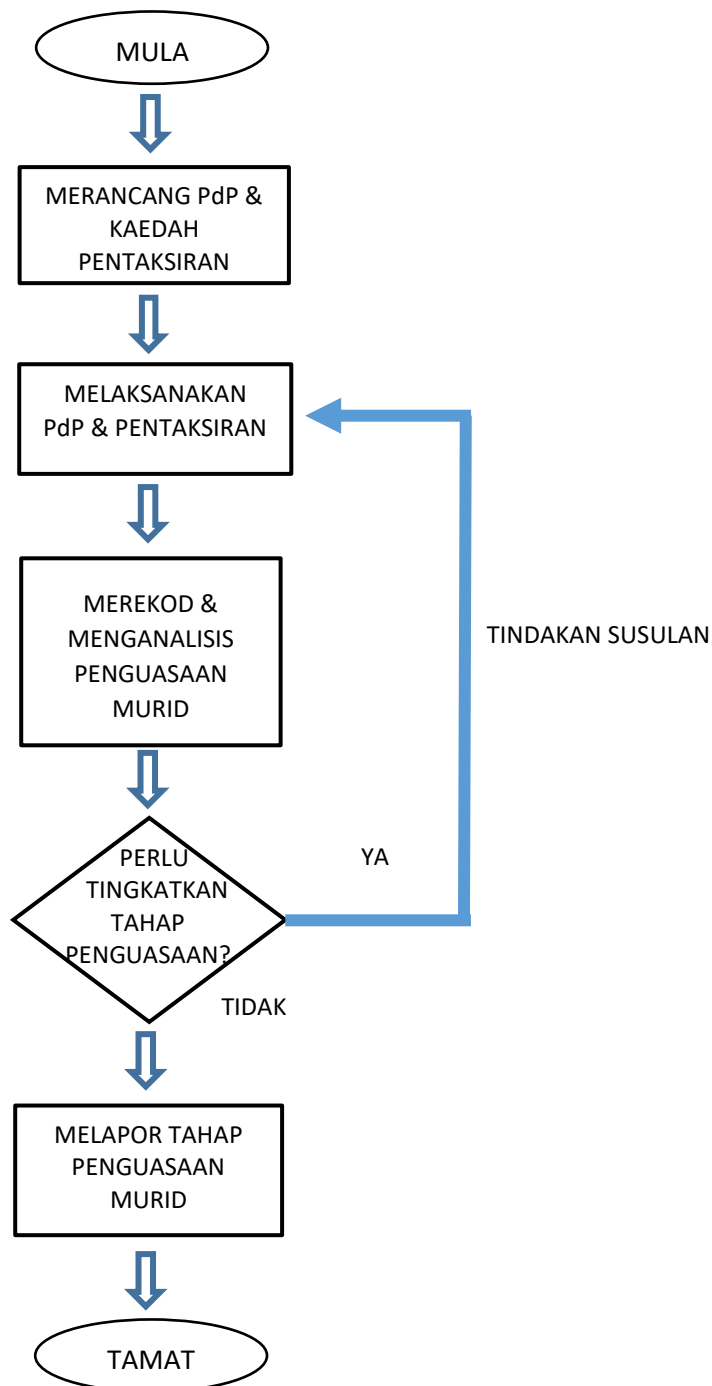 MULA
MERANCANG PdP &
KAEDAH
PENTAKSIRAN
MELAKSANAKAN
PdP & PENTAKSIRAN
MEREKOD &
MENGANALISIS
PENGUASAAN
MURID
TINDAKAN SUSULAN
PERLU
TINGKATKAN
TAHAP
PENGUASAAN?
YA
TIDAK
MELAPOR TAHAP
PENGUASAAN
MURID
TAMAT